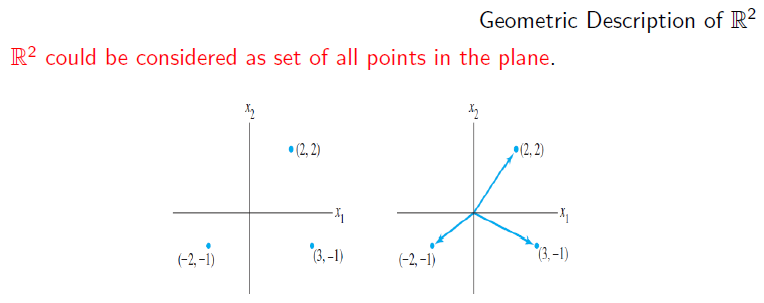 Geometric Description of ℝ²
ℝ² could be considered as set of all points in the plane.
x₂
x₂
(2, 2)
(2, 2)
x₁
x₁
(−2, −1)
(3, −1)
(−2, −1)
(3, −1)